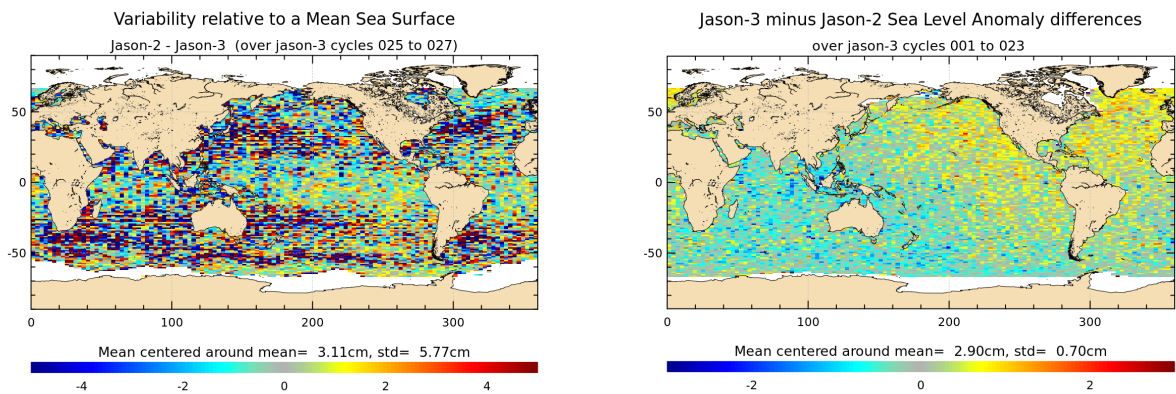 Variability relative to a Mean Sea Surface
Jason-2 - Jason-3 (over jason-3 cycles 025 to 027)
50
0
-50
0 100 200 300
Mean centered around mean= 3.11cm, std= 5.77cm
-4 -2 0 2 4
Jason-3 minus Jason-2 Sea Level Anomaly differences
over jason-3 cycles 001 to 023
50
0
-50
0 100 200 300
Mean centered around mean= 2.90cm, std= 0.70cm
-2 0 2